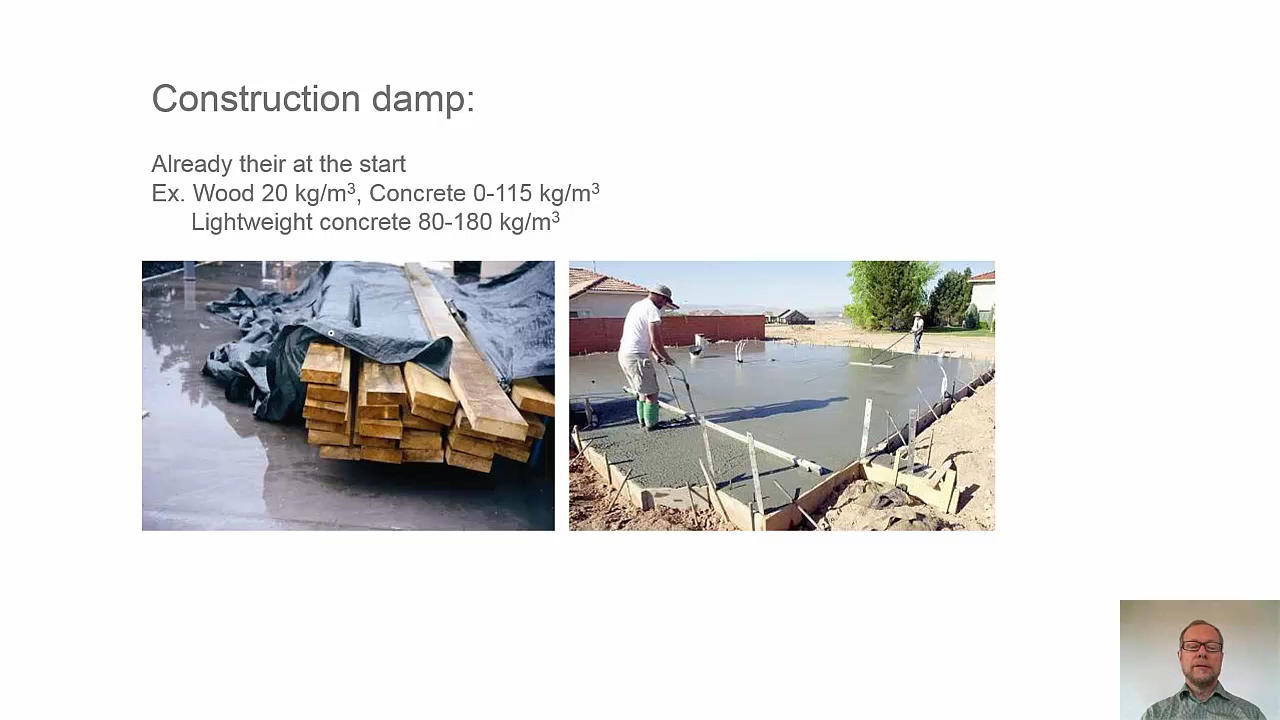 Construction damp:
Already their at the start
Ex. Wood 20 kg/m³, Concrete 0-115 kg/m³
Lightweight concrete 80-180 kg/m³